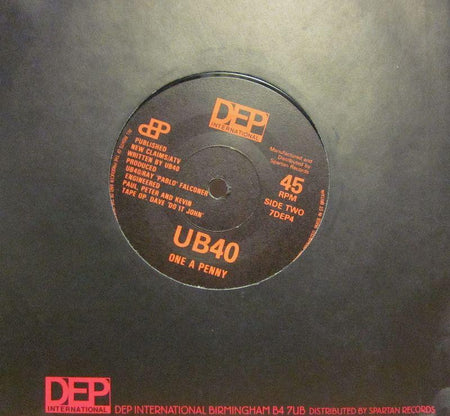 DEP
INTERNATIONAL
DEP
PUBLISHED
NEW CLAIMS/ATV
WRITTEN BY UB40
PRODUCED
UB40/RAY 'PABLO' FALCONER
ENGINEERED
PAUL, PETER AND KEVIN
TAPE OP. DAVE 'DO IT JOHN'
Manufactured and
Distributed by
Spartan Records
45
RPM
SIDE TWO
7DEP4
UB40
ONE A PENNY
DEP
INTERNATIONAL
DEP INTERNATIONAL BIRMINGHAM B4 7UB DISTRIBUTED BY SPARTAN RECORDS